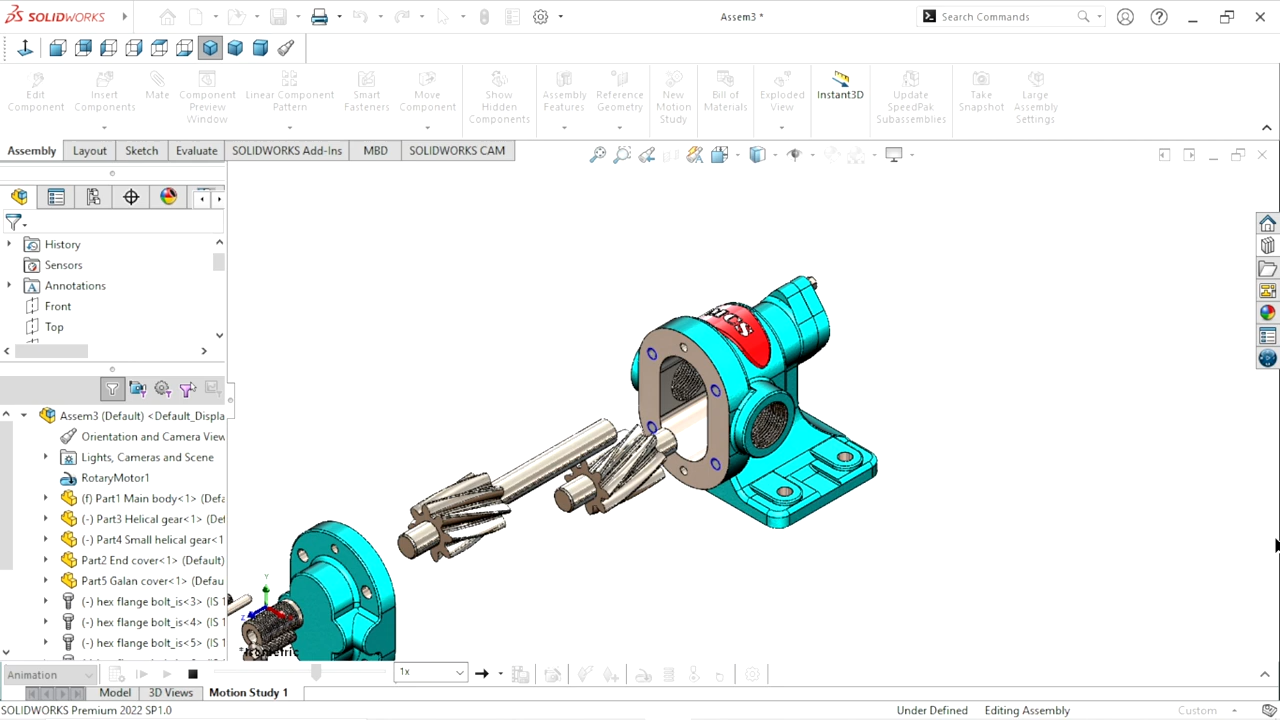 SOLIDWORKS
Assem3 *
Search Commands
Edit Component
Insert Components
Mate
Component Preview Window
Linear Component Pattern
Smart Fasteners
Move Component
Show Hidden Components
Assembly Features
Reference Geometry
New Motion Study
Bill of Materials
Exploded View
Instant3D
Update SpeedPak Subassemblies
Take Snapshot
Large Assembly Settings
Assembly Layout Sketch Evaluate SOLIDWORKS Add-Ins MBD SOLIDWORKS CAM
History
Sensors
Annotations
Front
Top
Assem3 (Default) <Default_Displa
Orientation and Camera View
Lights, Cameras and Scene
RotaryMotor1
(f) Part1 Main body<1> (Defa
(-) Part3 Helical gear<1> (Def
(-) Part4 Small helical gear<1
Part2 End cover<1> (Default)
Part5 Galan cover<1> (Defau
(-) hex flange bolt_is<3> (IS 1
(-) hex flange bolt_is<4> (IS 1
(-) hex flange bolt_is<5> (IS 1
Y
Z
*Isometric
Animation
1x
Model 3D Views Motion Study 1
SOLIDWORKS Premium 2022 SP1.0
Under Defined Editing Assembly Custom